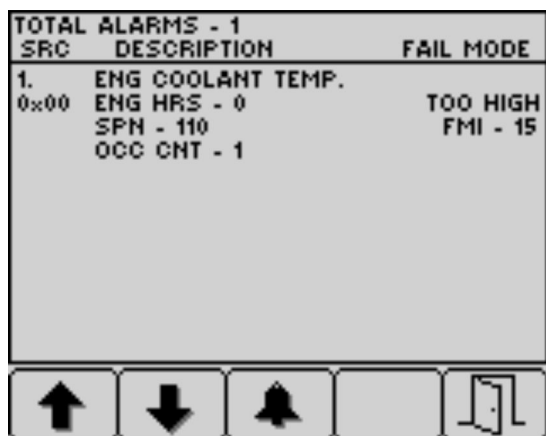 TOTAL ALARMS - 1
SRC DESCRIPTION FAIL MODE
1. ENG COOLANT TEMP.
0x00 ENG HRS - 0 TOO HIGH
SPN - 110 FMI - 15
OCC CNT - 1